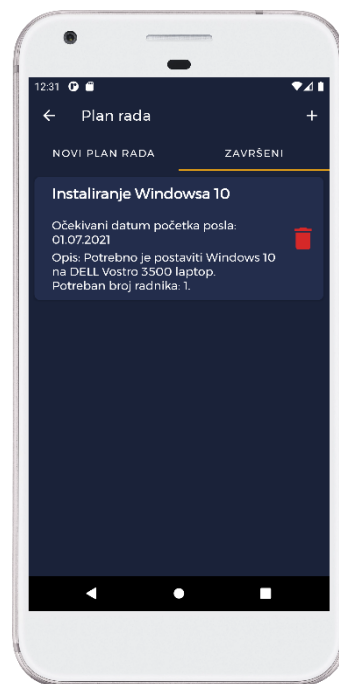 12:31
Plan rada
+
NOVI PLAN RADA
ZAVRŠENI
Instaliranje Windowsa 10
Očekivani datum početka posla:
01.07.2021
Opis: Potrebno je postaviti Windows 10
na DELL Vostro 3500 laptop.
Potreban broj radnika: 1.